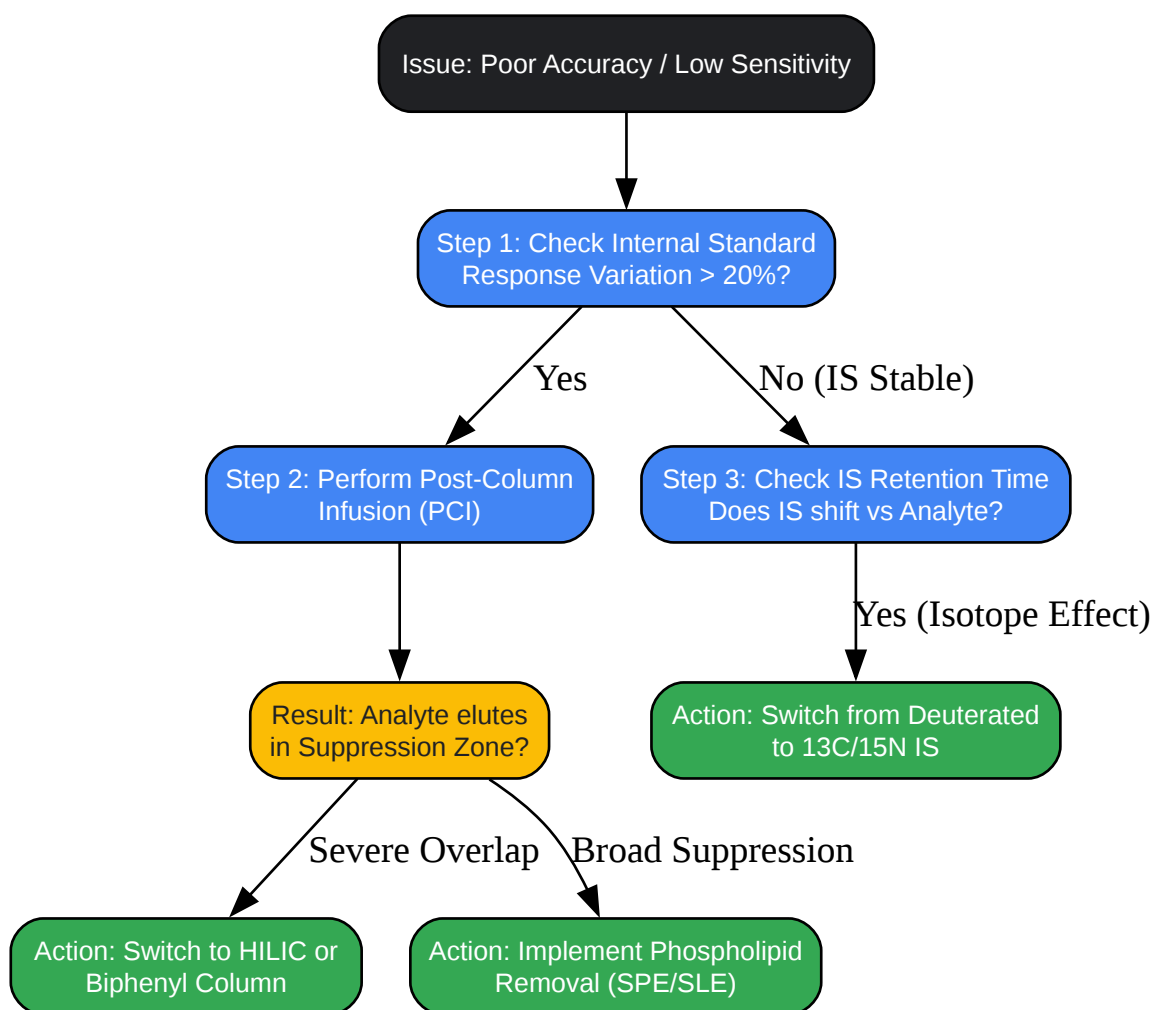 Issue: Poor Accuracy / Low Sensitivity
Step 1: Check Internal Standard
Response Variation > 20%?
Yes
No (IS Stable)
Step 2: Perform Post-Column
Infusion (PCI)
Step 3: Check IS Retention Time
Does IS shift vs Analyte?
Yes (Isotope Effect)
Result: Analyte elutes
in Suppression Zone?
Action: Switch from Deuterated
to 13C/15N IS
Severe Overlap
Broad Suppression
Action: Switch to HILIC or
Biphenyl Column
Action: Implement Phospholipid
Removal (SPE/SLE)